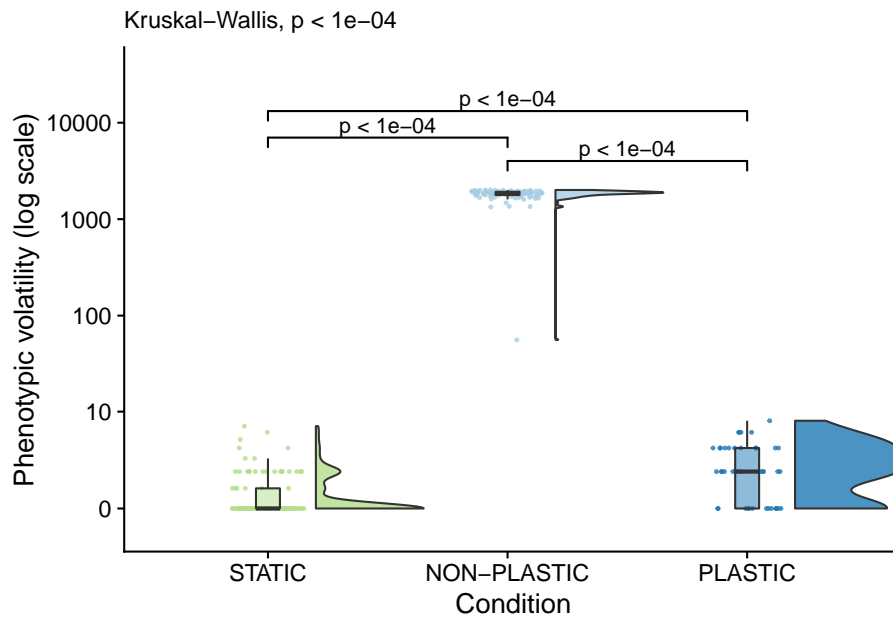 Kruskal−Wallis, p < 1e−04
p < 1e−04
p < 1e−04
p < 1e−04
10000
1000
100
10
0
Phenotypic volatility (log scale)
STATIC NON−PLASTIC PLASTIC
Condition